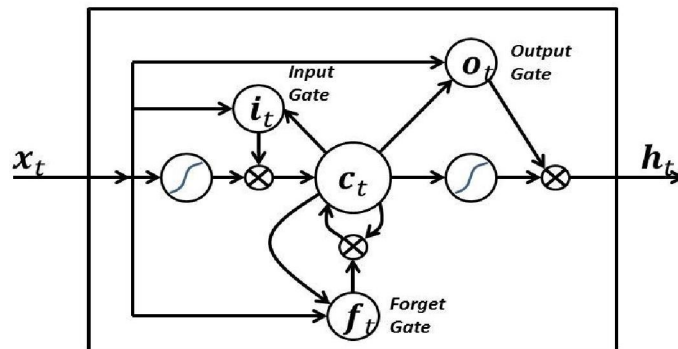 Input
Gate
i_t
o_t
Output
Gate
x_t
c_t
h_t
f_t
Forget
Gate